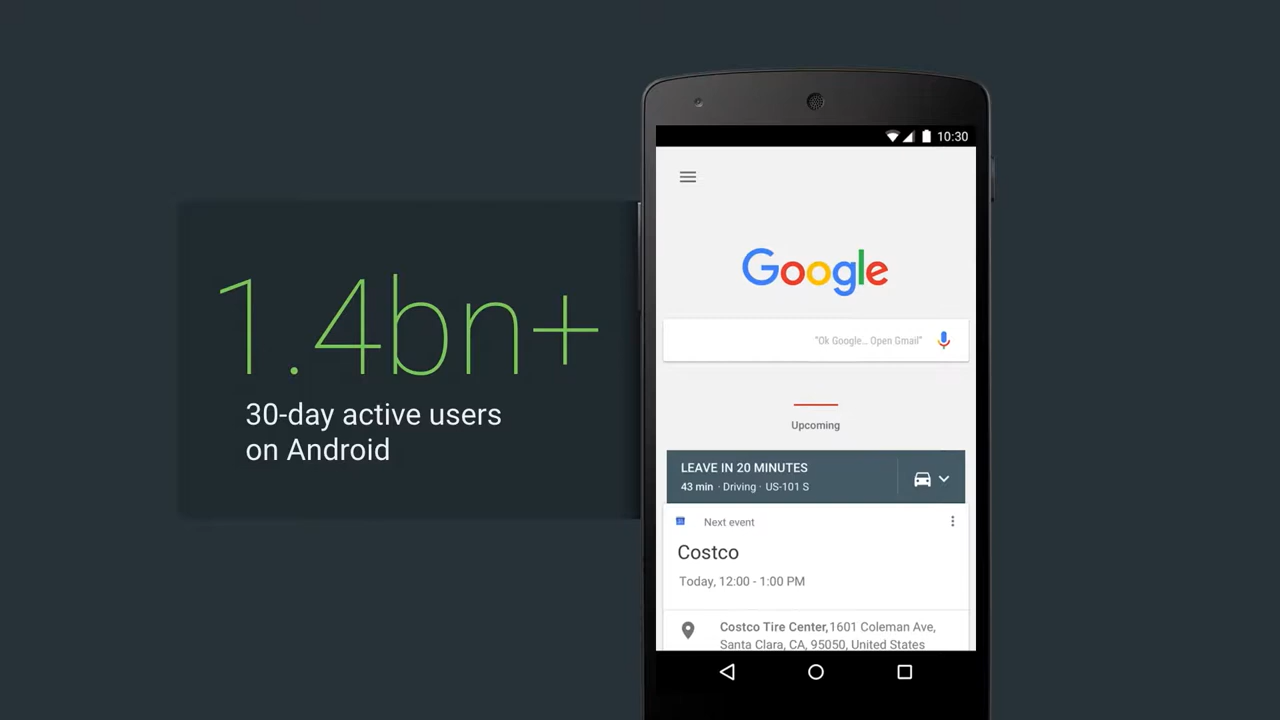 1.4bn+
30-day active users
on Android
10:30
Google
"Ok Google... Open Gmail"
Upcoming
LEAVE IN 20 MINUTES
43 min · Driving · US-101 S
Next event
Costco
Today, 12:00 - 1:00 PM
Costco Tire Center, 1601 Coleman Ave,
Santa Clara, CA, 95050, United States